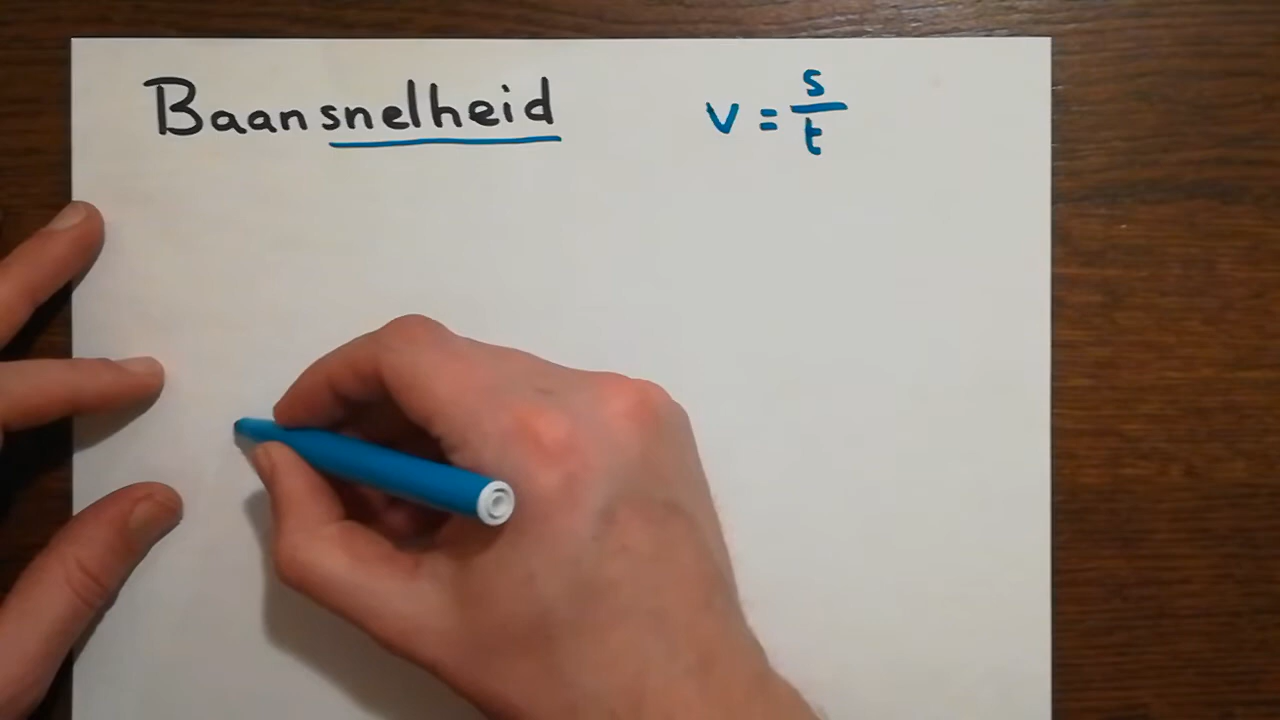 Baansnelheid
v = s/t